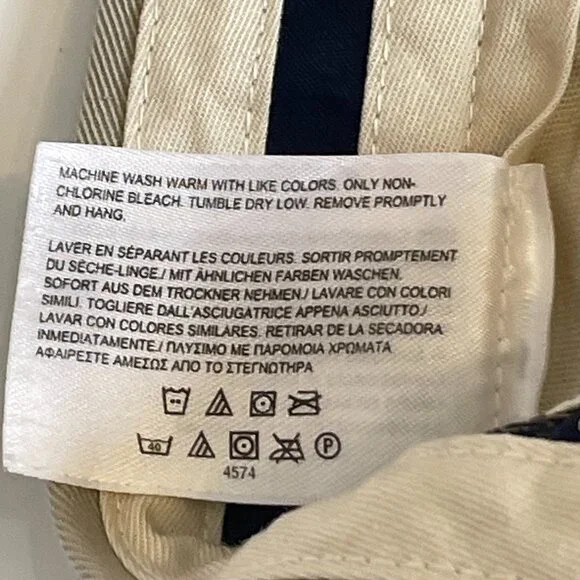 MACHINE WASH WARM WITH LIKE COLORS. ONLY NON-
CHLORINE BLEACH. TUMBLE DRY LOW. REMOVE PROMPTLY
AND HANG.
LAVER EN SÉPARANT LES COULEURS. SORTIR PROMPTEMENT
DU SÈCHE-LINGE./ MIT ÄHNLICHEN FARBEN WASCHEN.
SOFORT AUS DEM TROCKNER NEHMEN./ LAVARE CON COLORI
SIMILI. TOGLIERE DALL'ASCIUGATRICE APPENA ASCIUTTO./
LAVAR CON COLORES SIMILARES. RETIRAR DE LA SECADORA
INMEDIATAMENTE./ ΠΛΥΣΙΜΟ ΜΕ ΠΑΡΟΜΟΙΑ ΧΡΩΜΑΤΑ
ΑΦΑΙΡΕΣΤΕ ΑΜΕΣΩΣ ΑΠΟ ΤΟ ΣΤΕΓΝΩΤΗΡΑ
40 P
4574